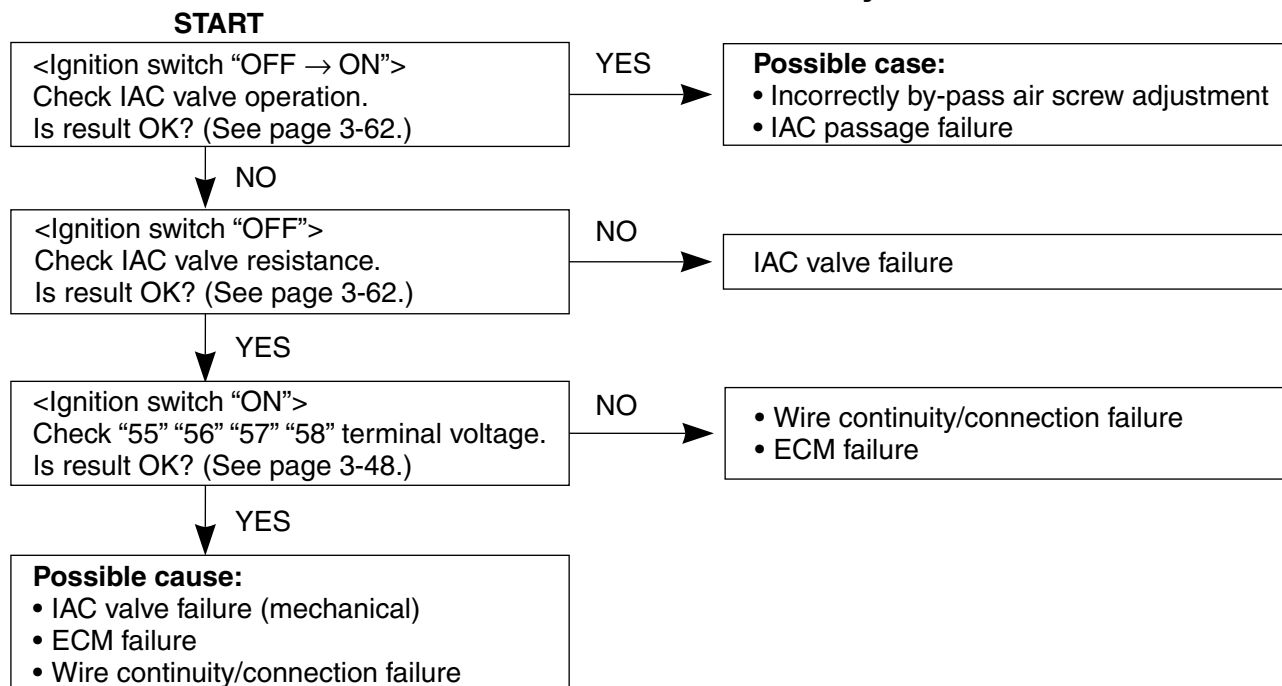 START
<Ignition switch “OFF → ON”>
Check IAC valve operation.
Is result OK? (See page 3-62.)
YES
Possible case:
• Incorrectly by-pass air screw adjustment
• IAC passage failure
NO
<Ignition switch “OFF”>
Check IAC valve resistance.
Is result OK? (See page 3-62.)
NO
IAC valve failure
YES
<Ignition switch “ON”>
Check “55” “56” “57” “58” terminal voltage.
Is result OK? (See page 3-48.)
NO
• Wire continuity/connection failure
• ECM failure
YES
Possible cause:
• IAC valve failure (mechanical)
• ECM failure
• Wire continuity/connection failure